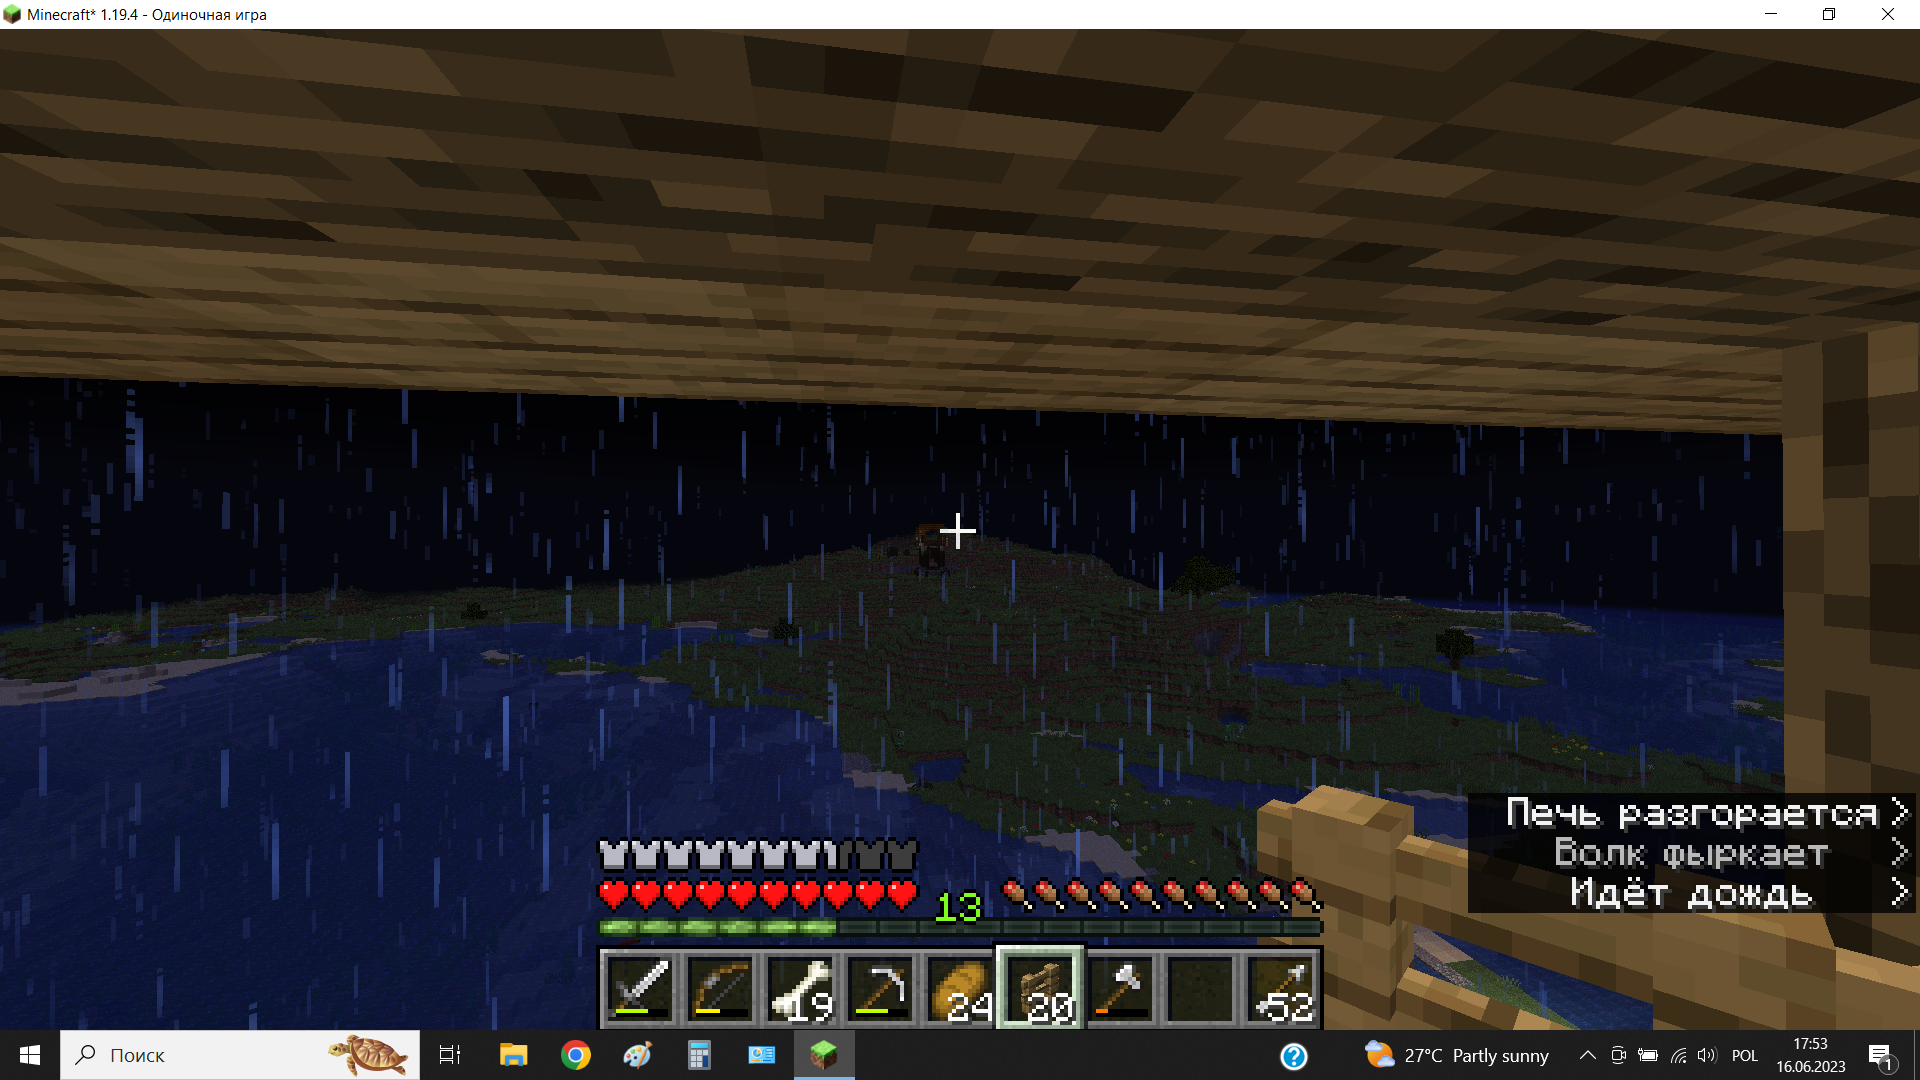 Minecraft* 1.19.4 - Одиночная игра
Печь разгорается >
Волк фыркает >
Идёт дождь >
13
19
24
20
52
Поиск
27°C Partly sunny
POL
17:53
16.06.2023
1